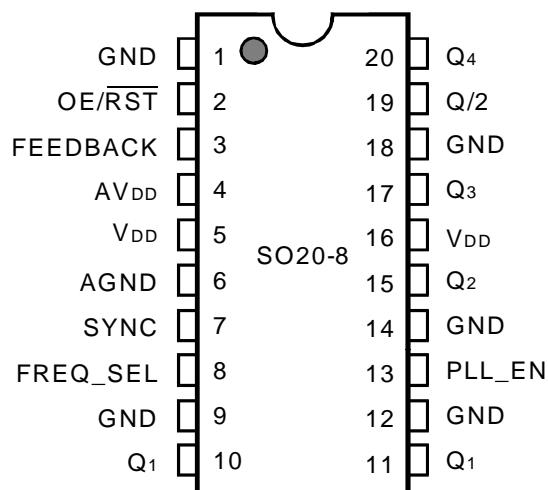 GND 1 20 Q4
OE/RST 2 19 Q/2
FEEDBACK 3 18 GND
AVDD 4 17 Q3
VDD 5 16 VDD
SO20-8
AGND 6 15 Q2
SYNC 7 14 GND
FREQ_SEL 8 13 PLL_EN
GND 9 12 GND
Q1 10 11 Q1